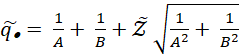 q̃• = 1/A + 1/B + Z̃ √(1/A² + 1/B²)